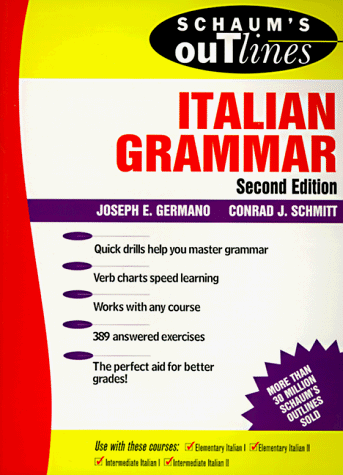 SCHAUM'S
ouTlines
ITALIAN
GRAMMAR
Second Edition
JOSEPH E. GERMANO CONRAD J. SCHMITT
Quick drills help you master grammar
Verb charts speed learning
Works with any course
389 answered exercises
The perfect aid for better
grades!
MORE THAN
30 MILLION
SCHAUM'S
OUTLINES
SOLD
Use with these courses: Elementary Italian I Elementary Italian II
Intermediate Italian I Intermediate Italian II